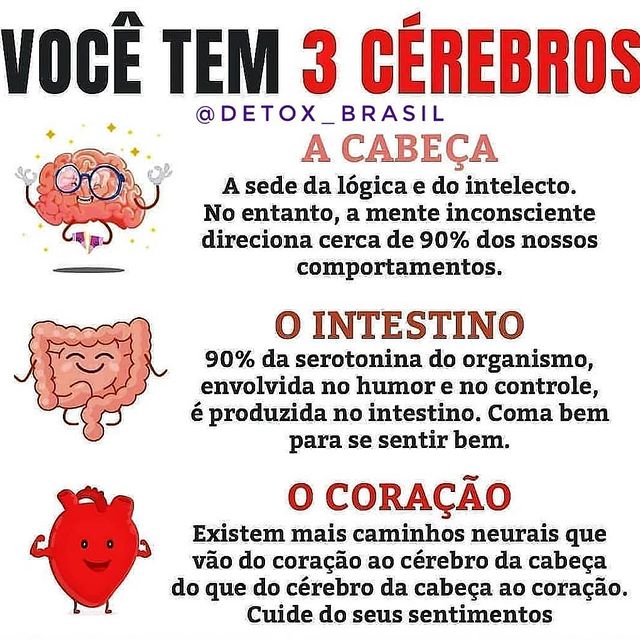 VOCÊ TEM 3 CÉREBROS
@DETOX_BRASIL
A CABEÇA
A sede da lógica e do intelecto.
No entanto, a mente inconsciente
direciona cerca de 90% dos nossos
comportamentos.
O INTESTINO
90% da serotonina do organismo,
envolvida no humor e no controle,
é produzida no intestino. Coma bem
para se sentir bem.
O CORAÇÃO
Existem mais caminhos neurais que
vão do coração ao cérebro da cabeça
do que do cérebro da cabeça ao coração.
Cuide do seus sentimentos